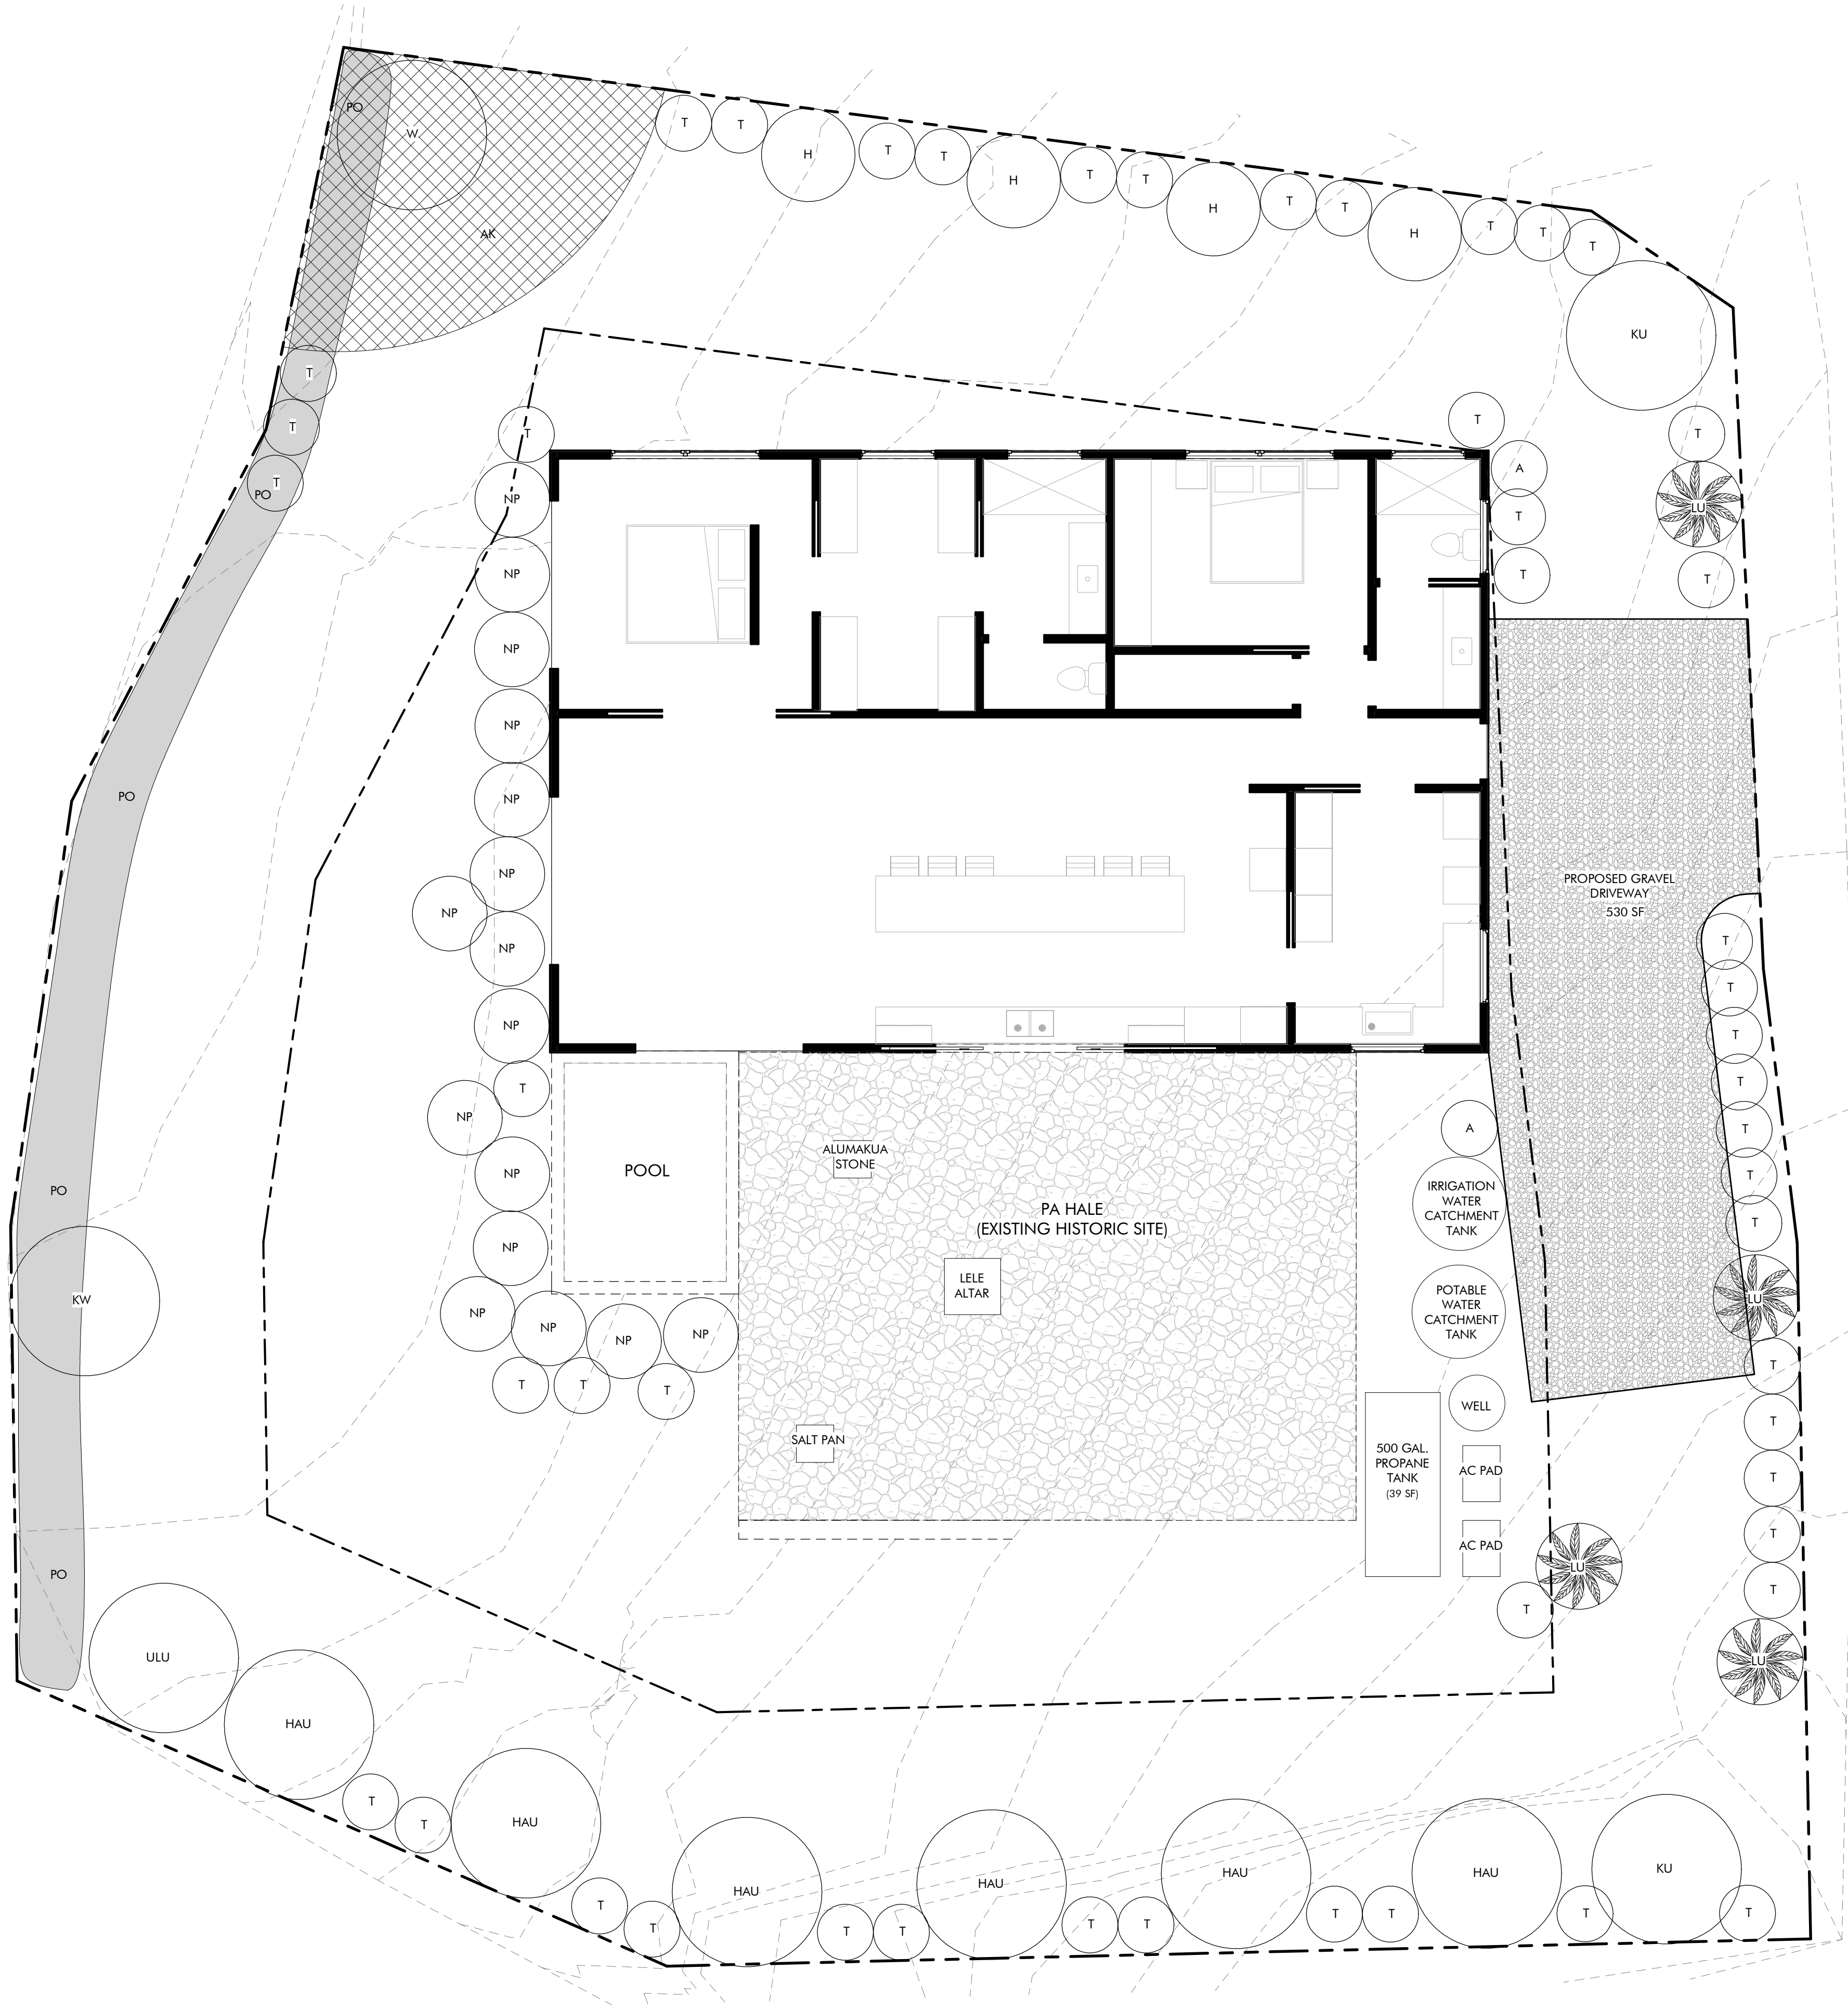 PO
W
T
T
H
T
T
H
T
T
H
T
T
H
T
T
T
AK
KU
T
T
T
PO
T
T
A
T
T
T
LU
T
NP
NP
NP
NP
NP
NP
NP
NP
NP
PO
PROPOSED GRAVEL
DRIVEWAY
530 SF
T
T
T
T
T
T
T
LU
T
NP
NP
NP
NP
NP
NP
NP
T
T
T
POOL
ALUMAKUA
STONE
PA HALE
(EXISTING HISTORIC SITE)
LELE
ALTAR
SALT PAN
A
IRRIGATION
WATER
CATCHMENT
TANK
POTABLE
WATER
CATCHMENT
TANK
WELL
500 GAL.
PROPANE
TANK
(39 SF)
AC PAD
AC PAD
PO
KW
PO
T
T
T
T
T
LU
T
LU
ULU
HAU
T
T
HAU
T
T
HAU
T
T
HAU
T
T
HAU
T
T
HAU
T
KU
T